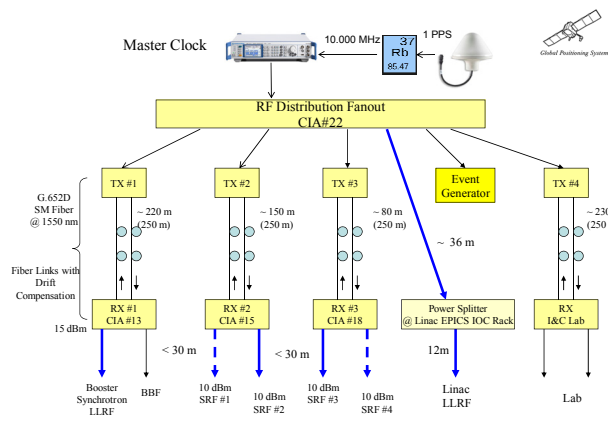 Master Clock
10.000 MHz
37
Rb
85.47
1 PPS
Global Positioning System
RF Distribution Fanout
CIA#22
TX #1
TX #2
TX #3
Event
Generator
TX #4
G.652D
SM Fiber
@ 1550 nm
~ 220 m
(250 m)
~ 150 m
(250 m)
~ 80 m
(250 m)
~ 36 m
~ 230
(250
Fiber Links with
Drift
Compensation
RX #1
CIA #13
RX #2
CIA #15
RX #3
CIA #18
Power Splitter
@ Linac EPICS IOC Rack
RX
I&C Lab
15 dBm
< 30 m
< 30 m
12m
Booster
Synchrotron
LLRF
BBF
10 dBm
SRF #1
10 dBm
SRF #2
10 dBm
SRF #3
10 dBm
SRF #4
Linac
LLRF
Lab